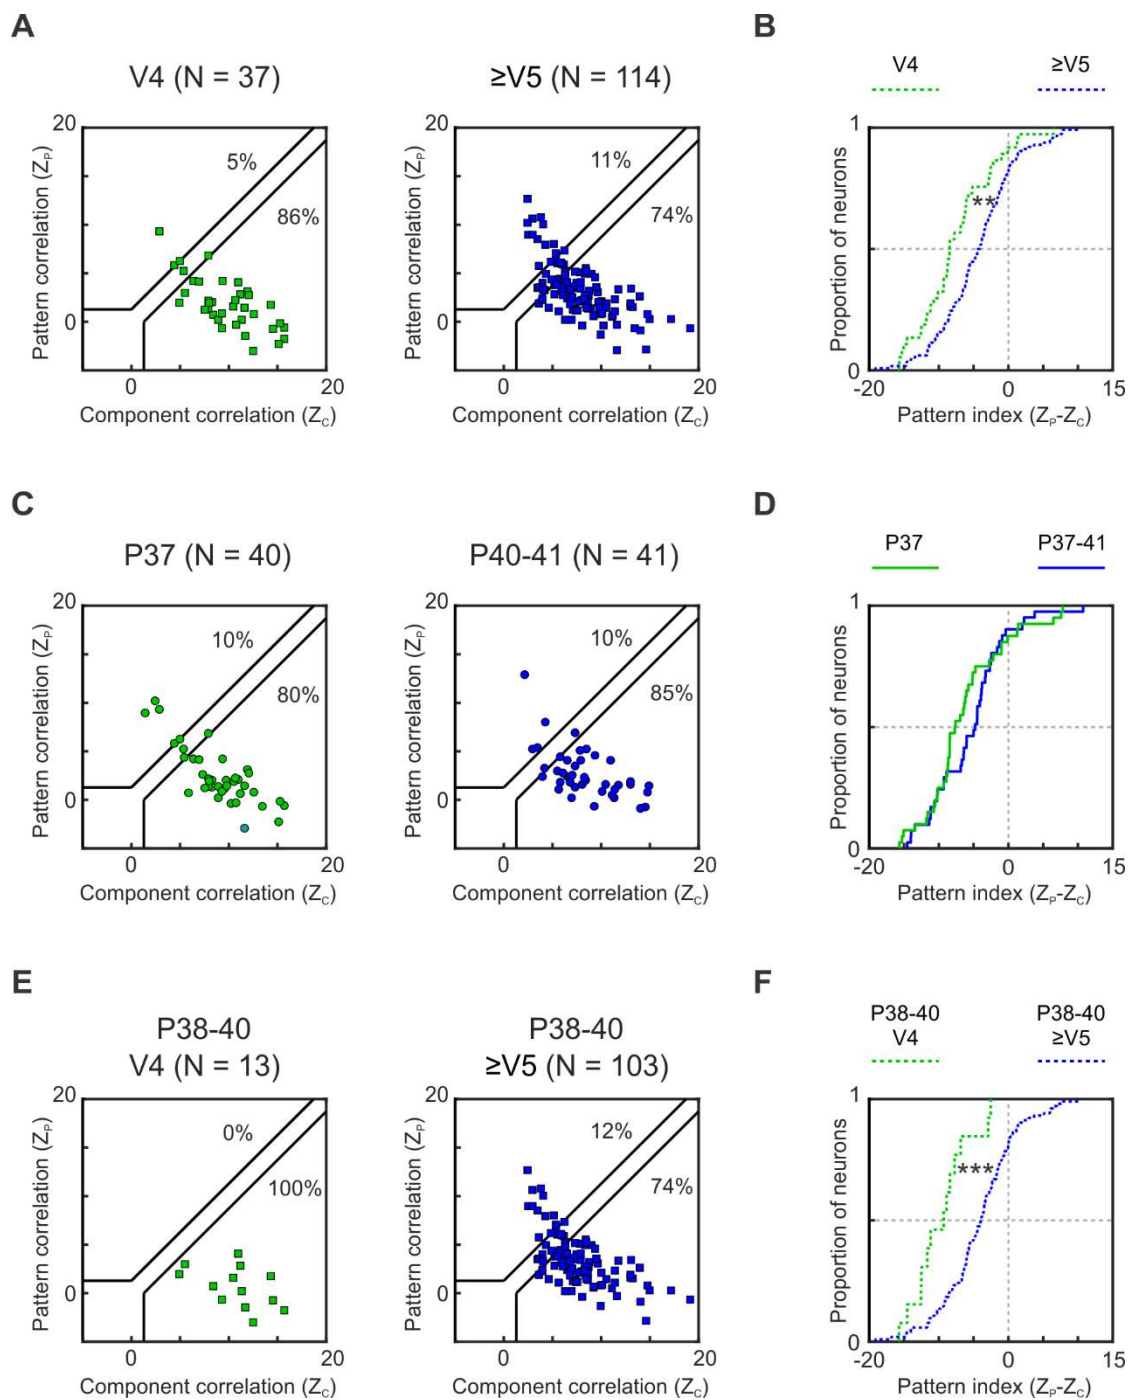 A
V4 (N = 37)
20
5%
86%
Pattern correlation (ZP)
0
0
20
Component correlation (ZC)
≥V5 (N = 114)
20
11%
74%
Pattern correlation (ZP)
0
0
20
Component correlation (ZC)
B
V4
≥V5
1
**
Proportion of neurons
0
-20
0
15
Pattern index (ZP-ZC)
C
P37 (N = 40)
20
10%
80%
Pattern correlation (ZP)
0
0
20
Component correlation (ZC)
P40-41 (N = 41)
20
10%
85%
Pattern correlation (ZP)
0
0
20
Component correlation (ZC)
D
P37
P37-41
1
Proportion of neurons
0
-20
0
15
Pattern index (ZP-ZC)
E
P38-40
V4 (N = 13)
20
0%
100%
Pattern correlation (ZP)
0
0
20
Component correlation (ZC)
P38-40
≥V5 (N = 103)
20
12%
74%
Pattern correlation (ZP)
0
0
20
Component correlation (ZC)
F
P38-40
V4
P38-40
≥V5
1
***
Proportion of neurons
0
-20
0
15
Pattern index (ZP-ZC)